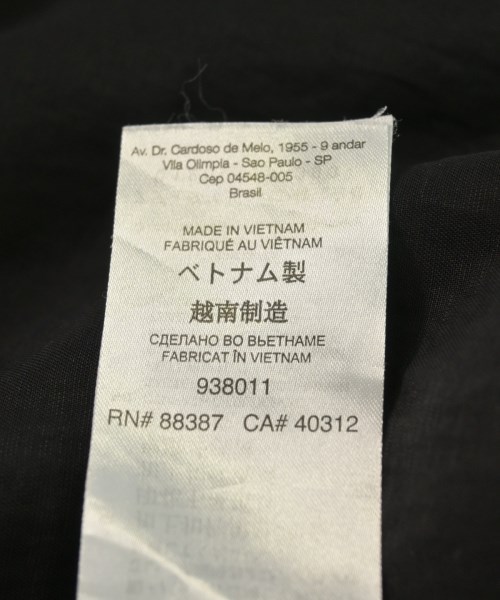 Av. Dr. Cardoso de Melo, 1955 - 9 andar
Vila Olimpia - Sao Paulo - SP
Cep 04548-005
Brasil
MADE IN VIETNAM
FABRIQUÉ AU VIÊTNAM
ベトナム製
越南制造
СДЕЛАНО ВО ВЬЕТНАМЕ
FABRICAT ÎN VIETNAM
938011
RN# 88387 CA# 40312